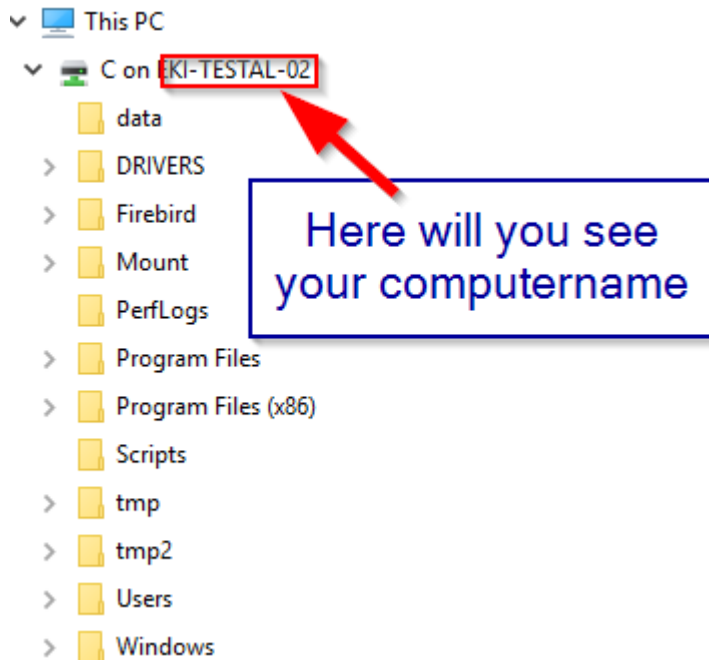 This PC
C on EKI-TESTAL-02
data
DRIVERS
Firebird
Mount
PerfLogs
Program Files
Program Files (x86)
Scripts
tmp
tmp2
Users
Windows
Here will you see
your computername